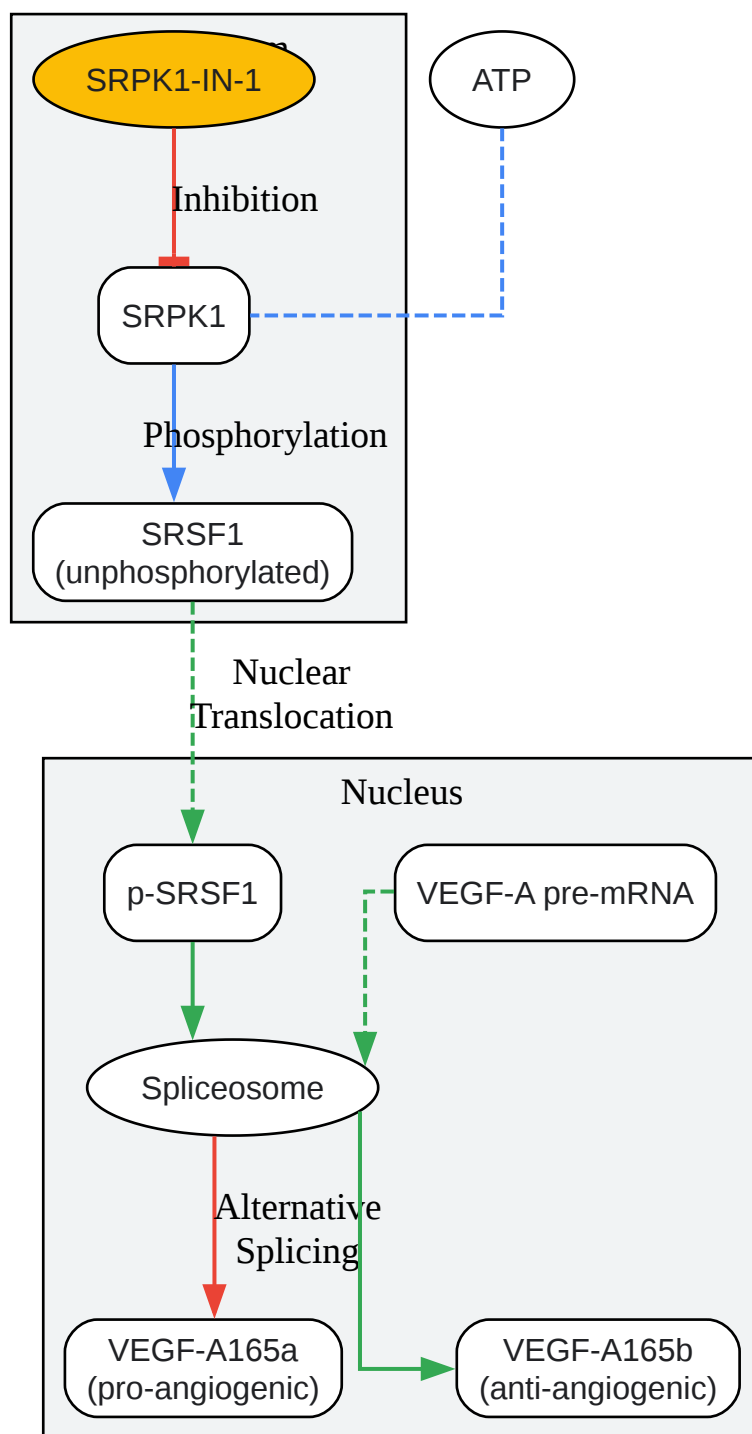 SRPK1-IN-1
ATP
Inhibition
SRPK1
Phosphorylation
SRSF1
(unphosphorylated)
Nuclear
Translocation
Nucleus
p-SRSF1
VEGF-A pre-mRNA
Spliceosome
Alternative
Splicing
VEGF-A165a
(pro-angiogenic)
VEGF-A165b
(anti-angiogenic)